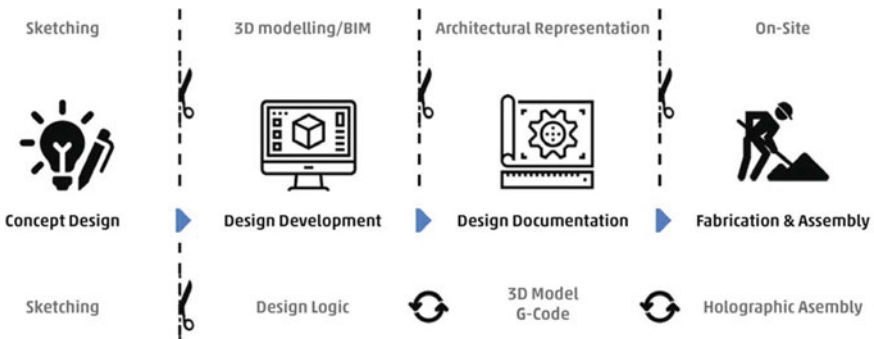 Sketching
3D modelling/BIM
Architectural Representation
On-Site
Concept Design
Design Development
Design Documentation
Fabrication & Assembly
Sketching
Design Logic
3D Model
G-Code
Holographic Asembly